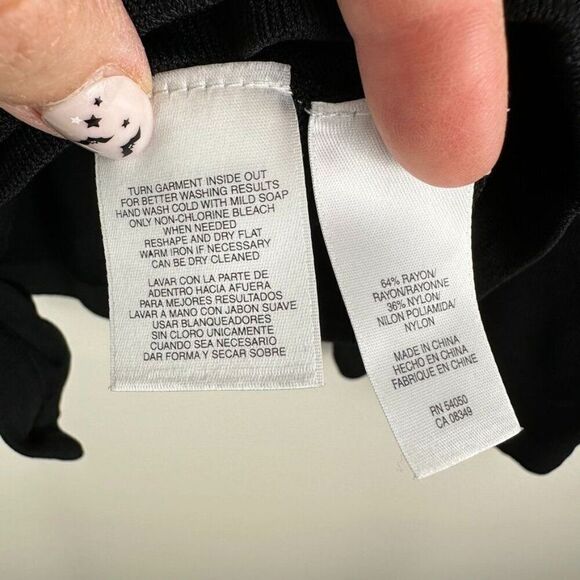 TURN GARMENT INSIDE OUT
FOR BETTER WASHING RESULTS
HAND WASH COLD WITH MILD SOAP
ONLY NON-CHLORINE BLEACH
WHEN NEEDED
RESHAPE AND DRY FLAT
WARM IRON IF NECESSARY
CAN BE DRY CLEANED
LAVAR CON LA PARTE DE
ADENTRO HACIA AFUERA
PARA MEJORES RESULTADOS
LAVAR A MANO CON JABON SUAVE
USAR BLANQUEADORES
SIN CLORO UNICAMENTE
CUANDO SEA NECESARIO
DAR FORMA Y SECAR SOBRE
64% RAYON/
RAYON/RAYONNE
36% NYLON/
NILON POLIAMIDA/
NYLON
MADE IN CHINA
HECHO EN CHINA
FABRIQUE EN CHINE
RN 54050
CA 08349